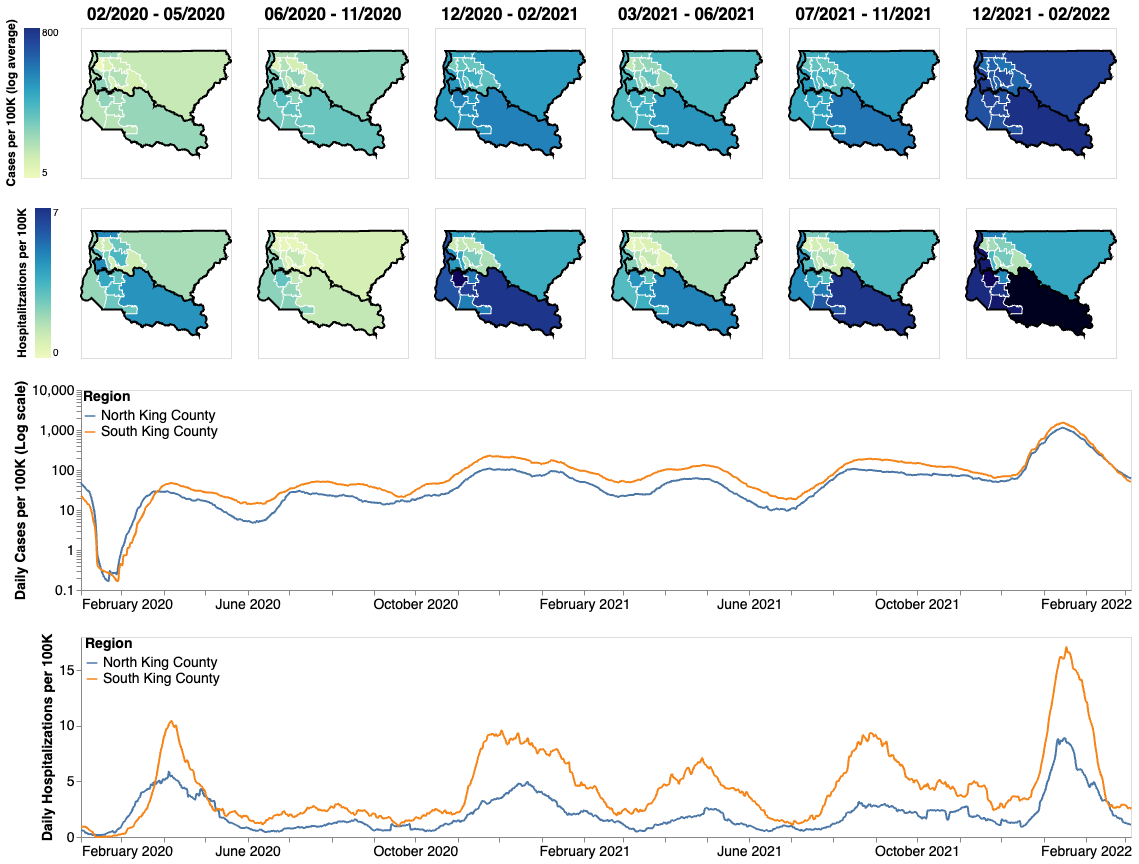 02/2020 - 05/2020 06/2020 - 11/2020 12/2020 - 02/2021 03/2021 - 06/2021 07/2021 - 11/2021 12/2021 - 02/2022
Cases per 100K (log average)
800
5
Hospitalizations per 100K
7
0
Daily Cases per 100K (Log scale)
10,000
1,000
100
10
1
0.1
Region
North King County
South King County
February 2020 June 2020 October 2020 February 2021 June 2021 October 2021 February 2022
Daily Hospitalizations per 100K
15
10
5
0
Region
North King County
South King County
February 2020 June 2020 October 2020 February 2021 June 2021 October 2021 February 2022